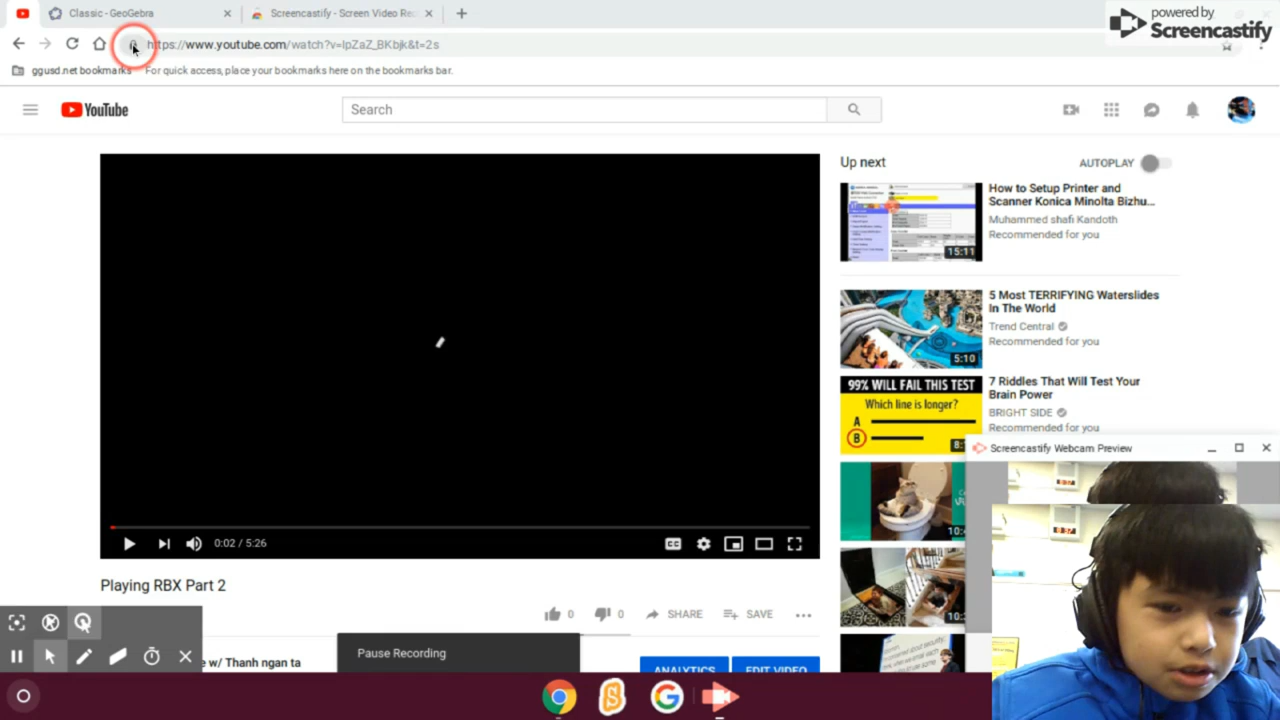 Classic - GeoGebra
Screencastify - Screen Video Rec
powered by
Screencastify
https://www.youtube.com/watch?v=lpZaZ_BKbjk&t=2s
ggusd.net bookmarks
For quick access, place your bookmarks here on the bookmarks bar.
YouTube
Search
Up next
AUTOPLAY
How to Setup Printer and
Scanner Konica Minolta Bizhu...
Muhammed shafi Kandoth
Recommended for you
15:11
5 Most TERRIFYING Waterslides
In The World
Trend Central
Recommended for you
5:10
99% WILL FAIL THIS TEST
Which line is longer?
A
B
7 Riddles That Will Test Your
Brain Power
BRIGHT SIDE
Recommended for you
Screencastify Webcam Preview
CC
0:02 / 5:26
Playing RBX Part 2
0
0
SHARE
SAVE
Pause Recording
e w/ Thanh ngan ta
ANALYTICS
EDIT VIDEO